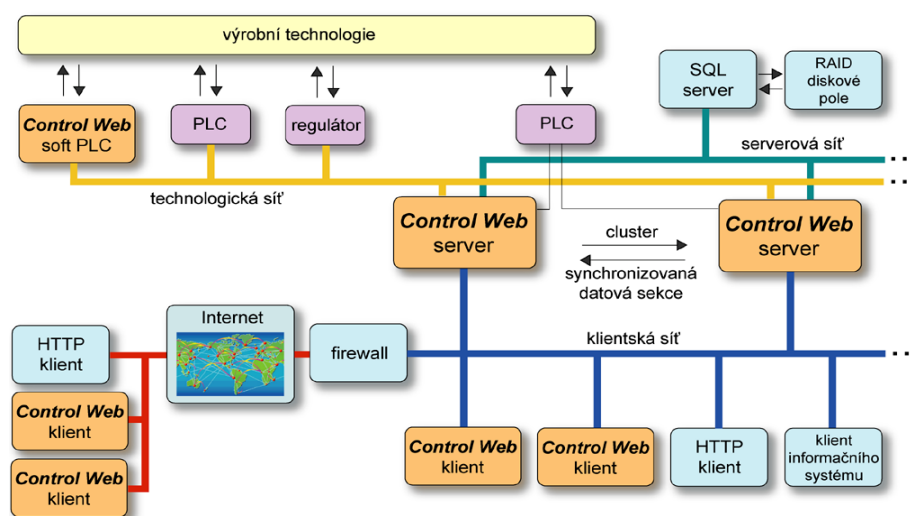 výrobní technologie
SQL
server
RAID
diskové
pole
Control Web
soft PLC
PLC
regulátor
PLC
serverová síť
technologická síť
Control Web
server
cluster
synchronizovaná
datová sekce
Control Web
server
Internet
HTTP
klient
firewall
klientská síť
Control Web
klient
Control Web
klient
Control Web
klient
Control Web
klient
HTTP
klient
klient
informačního
systému